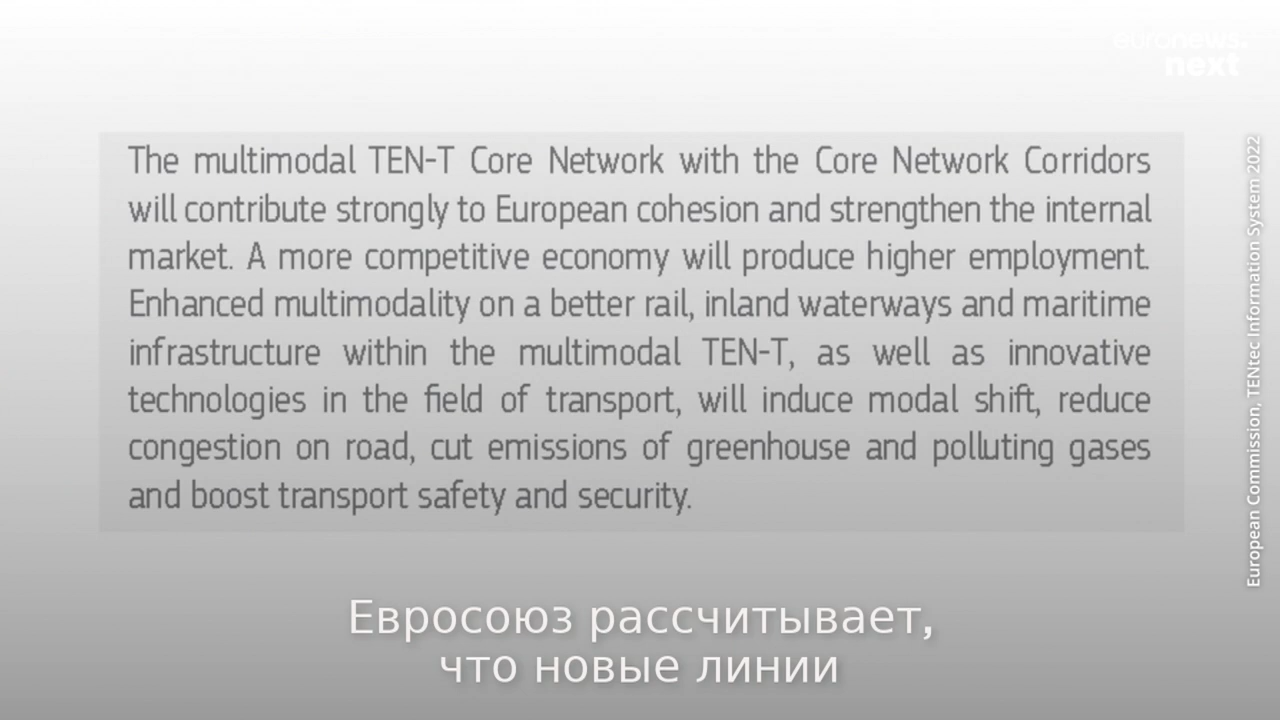 euronews.
next
The multimodal TEN-T Core Network with the Core Network Corridors
will contribute strongly to European cohesion and strengthen the internal
market. A more competitive economy will produce higher employment.
Enhanced multimodality on a better rail, inland waterways and maritime
infrastructure within the multimodal TEN-T, as well as innovative
technologies in the field of transport, will induce modal shift, reduce
congestion on road, cut emissions of greenhouse and polluting gases
and boost transport safety and security.
European Commission, TENtec Information System 2022
Евросоюз рассчитывает,
что новые линии